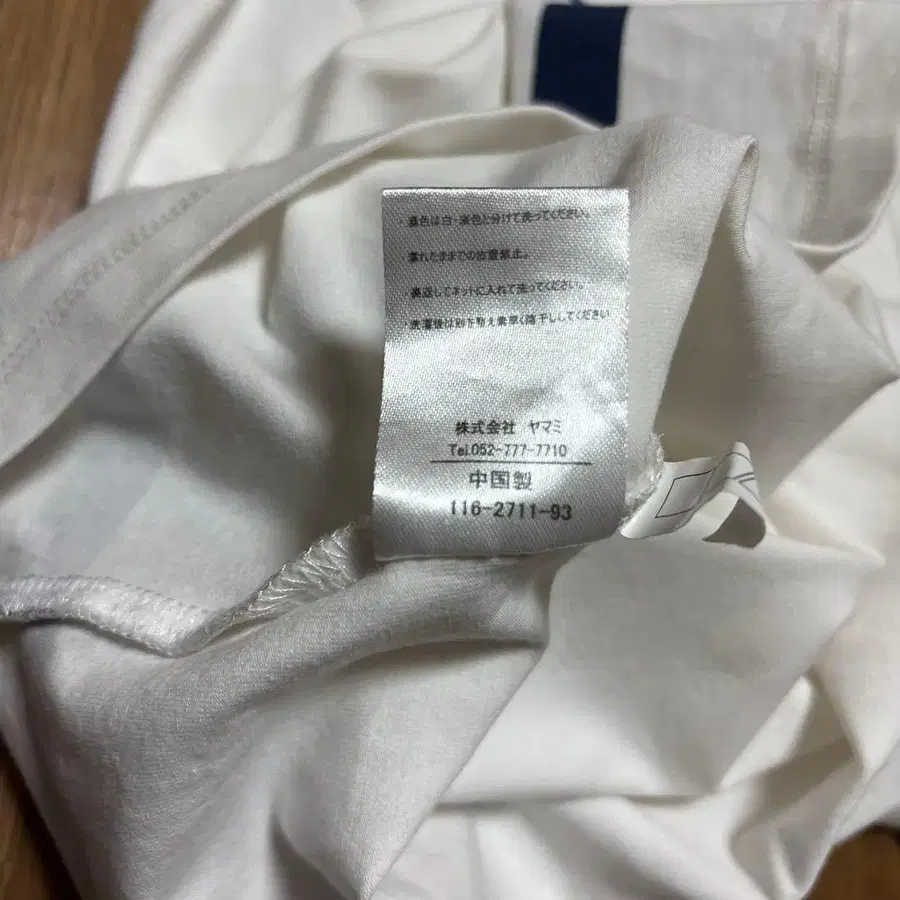 ・濃色は白・淡色と分けて洗ってください。
・濡れたままでの放置禁止。
・裏返してネットに入れて洗ってください。
・洗濯後は形を整え素早く陰干ししてください
株式会社 ヤマミ
Tel.052-777-7710
中国製
116-2711-93